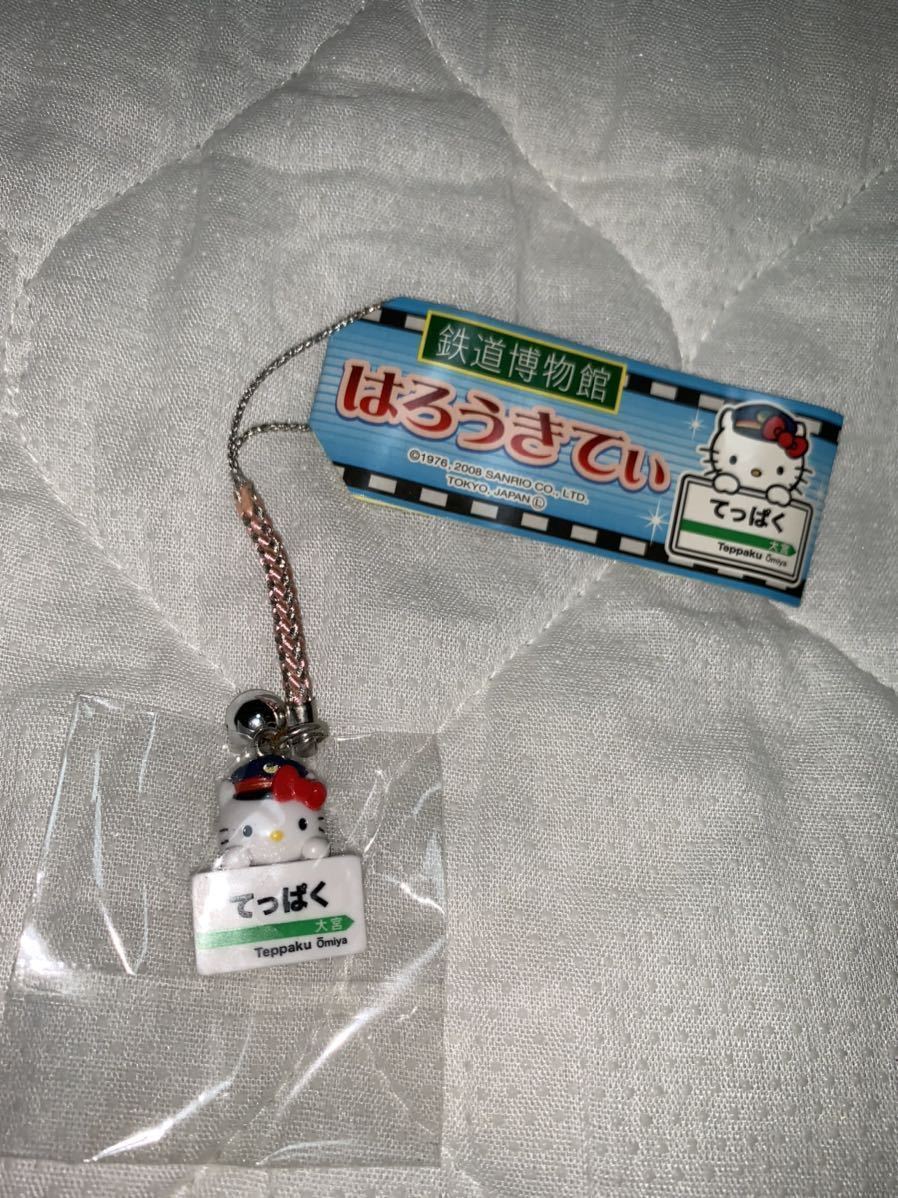 鉄道博物館
はろうきてぃ
©1976, 2008 SANRIO CO., LTD.
TOKYO, JAPAN Ⓛ
てっぱく
大宮
Teppaku Ōmiya
てっぱく
大宮
Teppaku Ōmiya